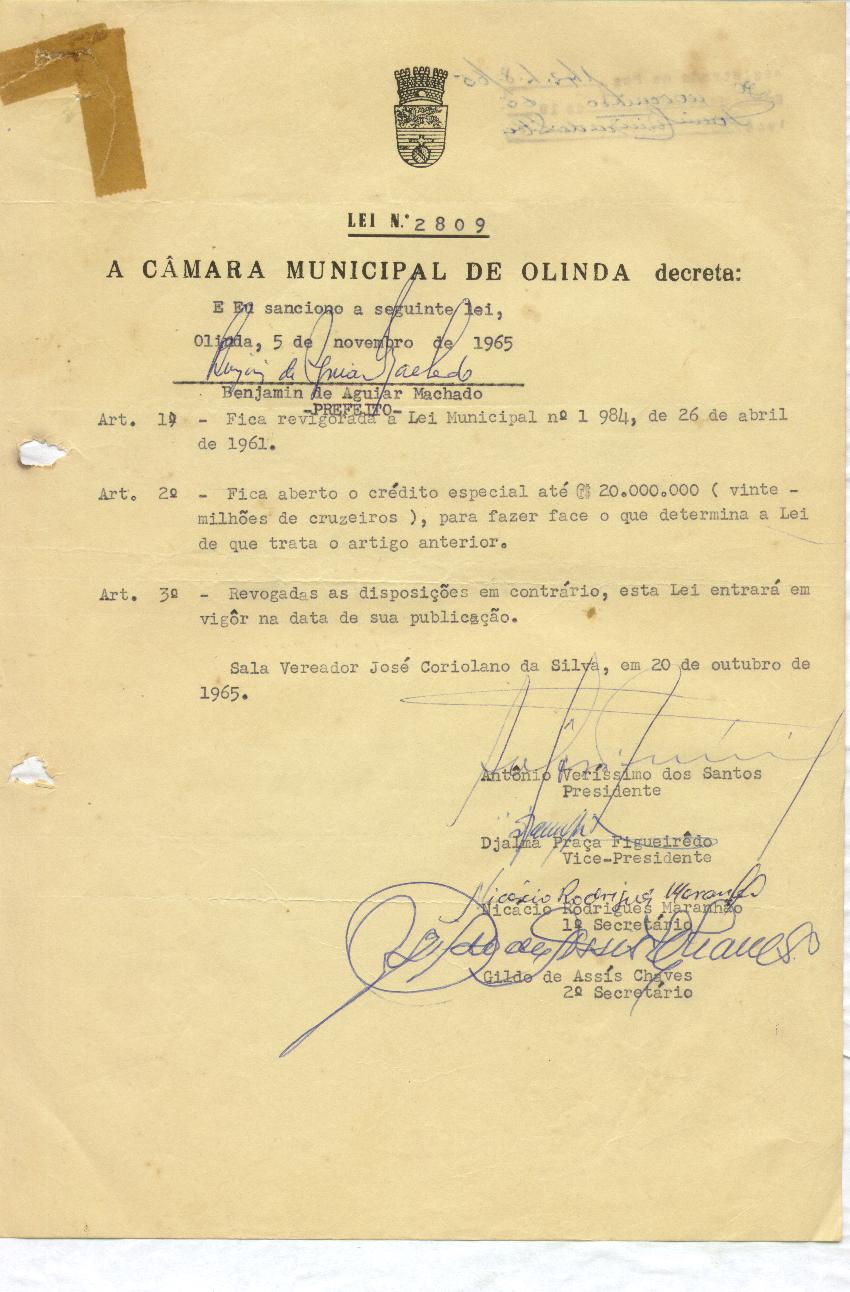 LEI N.º 2809
A CÂMARA MUNICIPAL DE OLINDA decreta:
E Eu sanciono a seguinte lei,
Olinda, 5 de novembro de 1965
Benjamin de Aguiar Machado
-PREFEITO-
Art. 1º - Fica revigorada a Lei Municipal nº 1 984, de 26 de abril
de 1961.
Art. 2º - Fica aberto o crédito especial até ₢$ 20.000.000 ( vinte -
milhões de cruzeiros ), para fazer face o que determina a Lei
de que trata o artigo anterior.
Art. 3º - Revogadas as disposições em contrário, esta Lei entrará em
vigôr na data de sua publicação.
Sala Vereador José Coriolano da Silva, em 20 de outubro de
1965.
Antônio Veríssimo dos Santos
Presidente
Djalma Praça Figueirêdo
Vice-Presidente
Nicácio Rodrigues Maranhão
Nicácio Rodrigues Maranhão
1º Secretário
Gildo de Assis Chaves
Gildo de Assís Chaves
2º Secretário